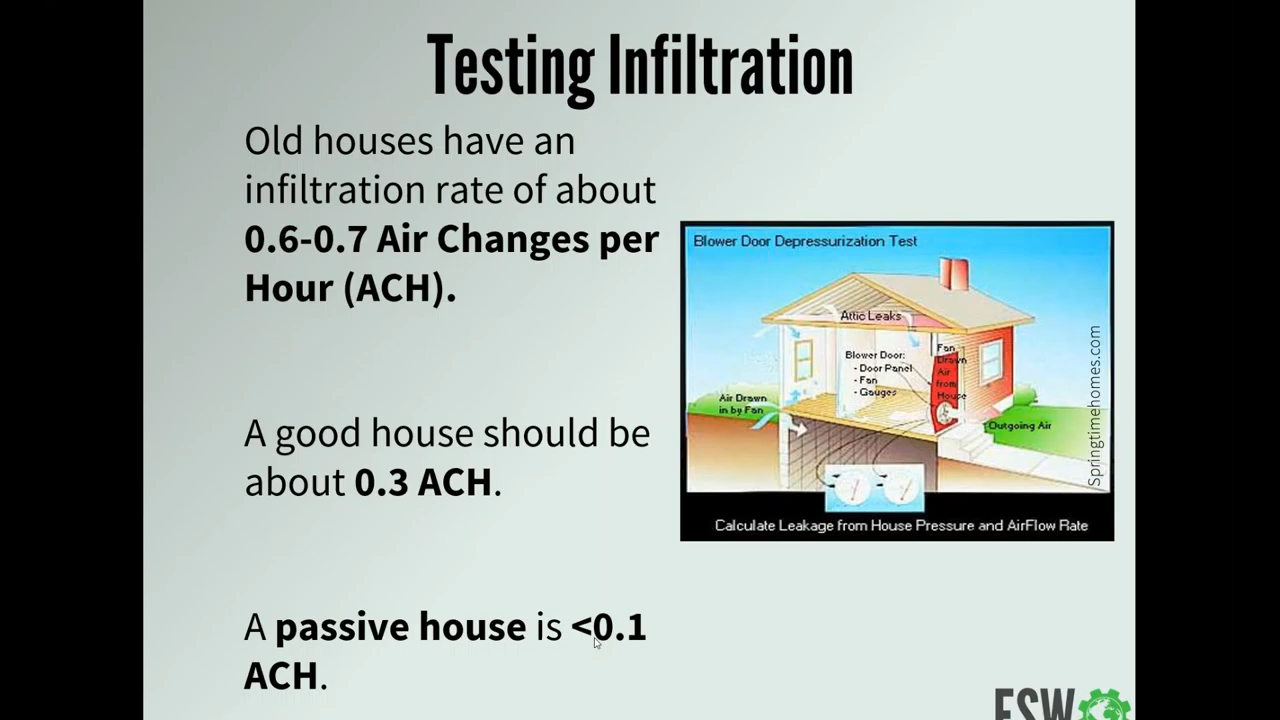 Testing Infiltration
Old houses have an
infiltration rate of about
0.6-0.7 Air Changes per
Hour (ACH).
A good house should be
about 0.3 ACH.
A passive house is <0.1
ACH.
Blower Door Depressurization Test
Attic Leaks
Blower Door:
- Door Panel
- Fan
- Gauges
Fan
Drawn
Air
from
House
Air Drawn
in by Fan
Outgoing Air
Calculate Leakage from House Pressure and AirFlow Rate
Springtimehomes.com
ESW